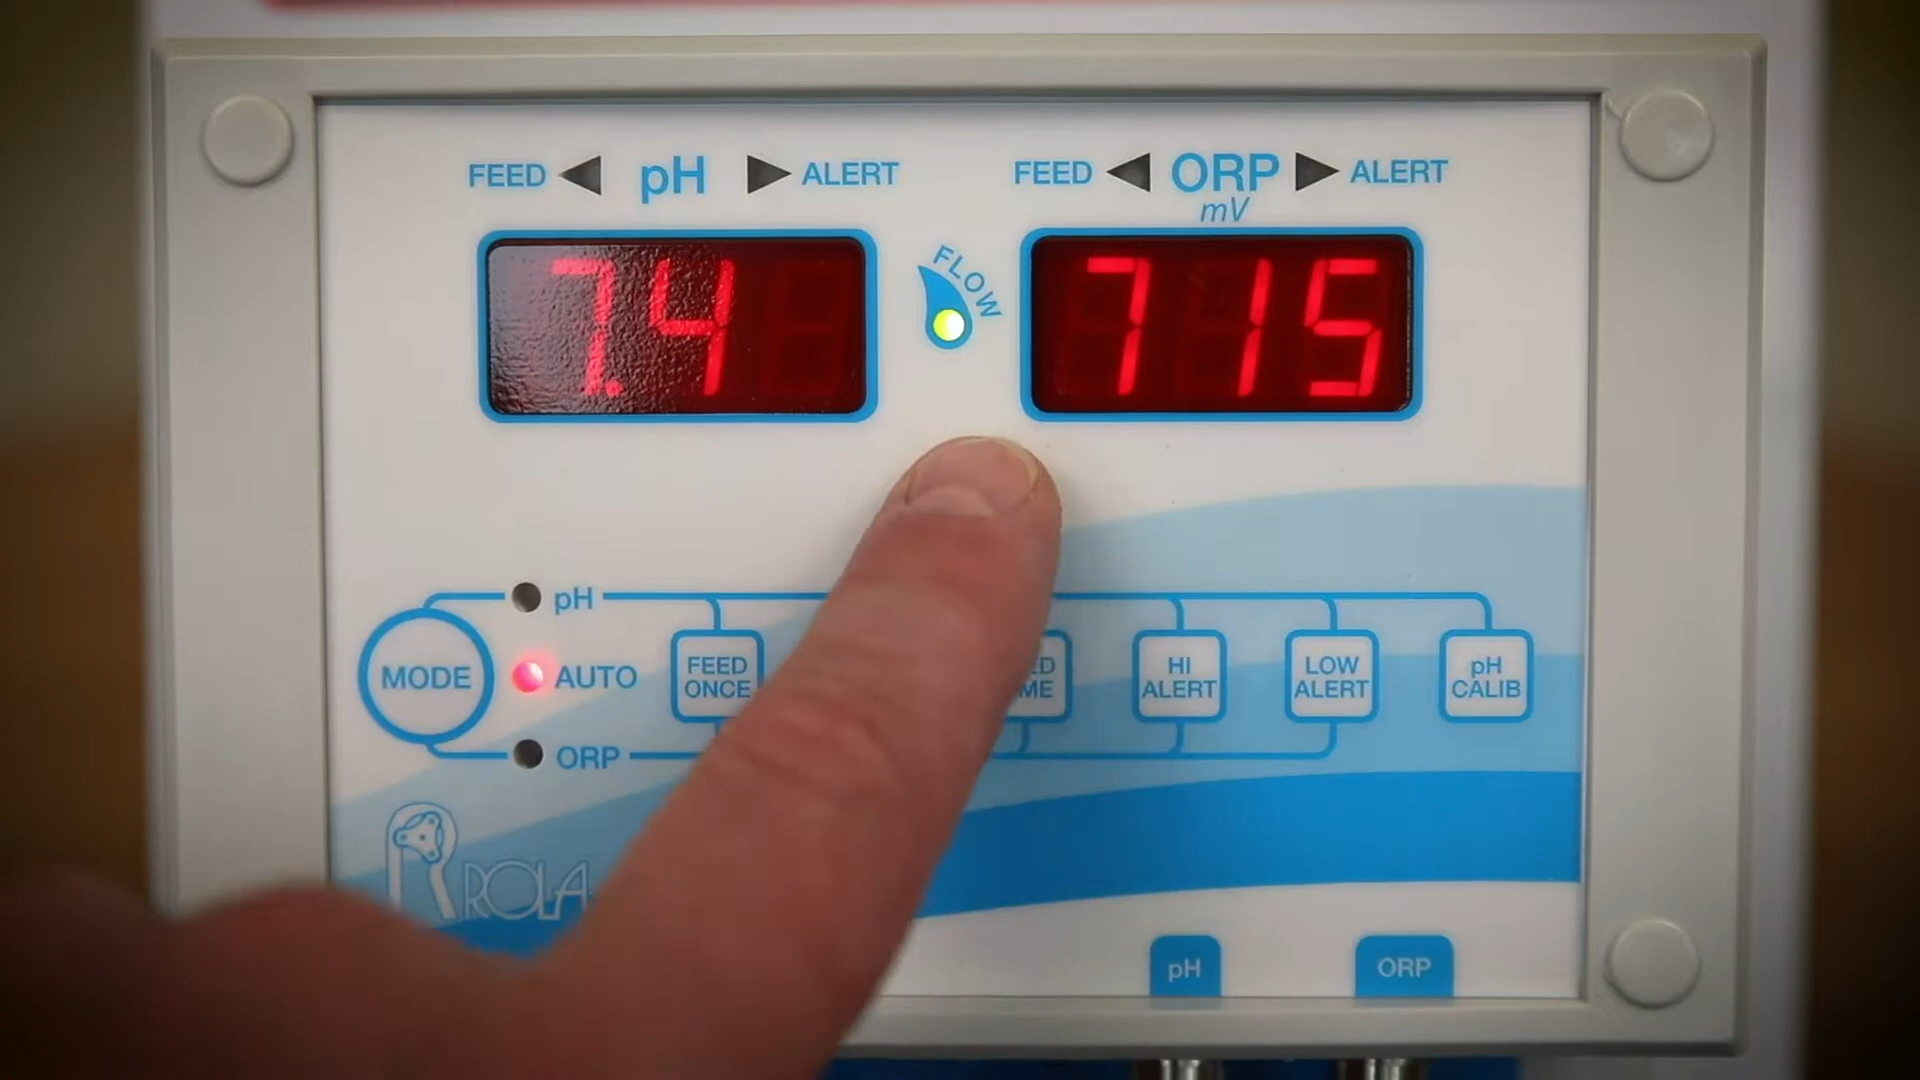 FEED pH ALERT
FEED ORP ALERT
mV
FLOW
7.4
715
pH
MODE
AUTO
ORP
FEED ONCE
HI ALERT
LOW ALERT
pH CALIB
ROLA
pH
ORP